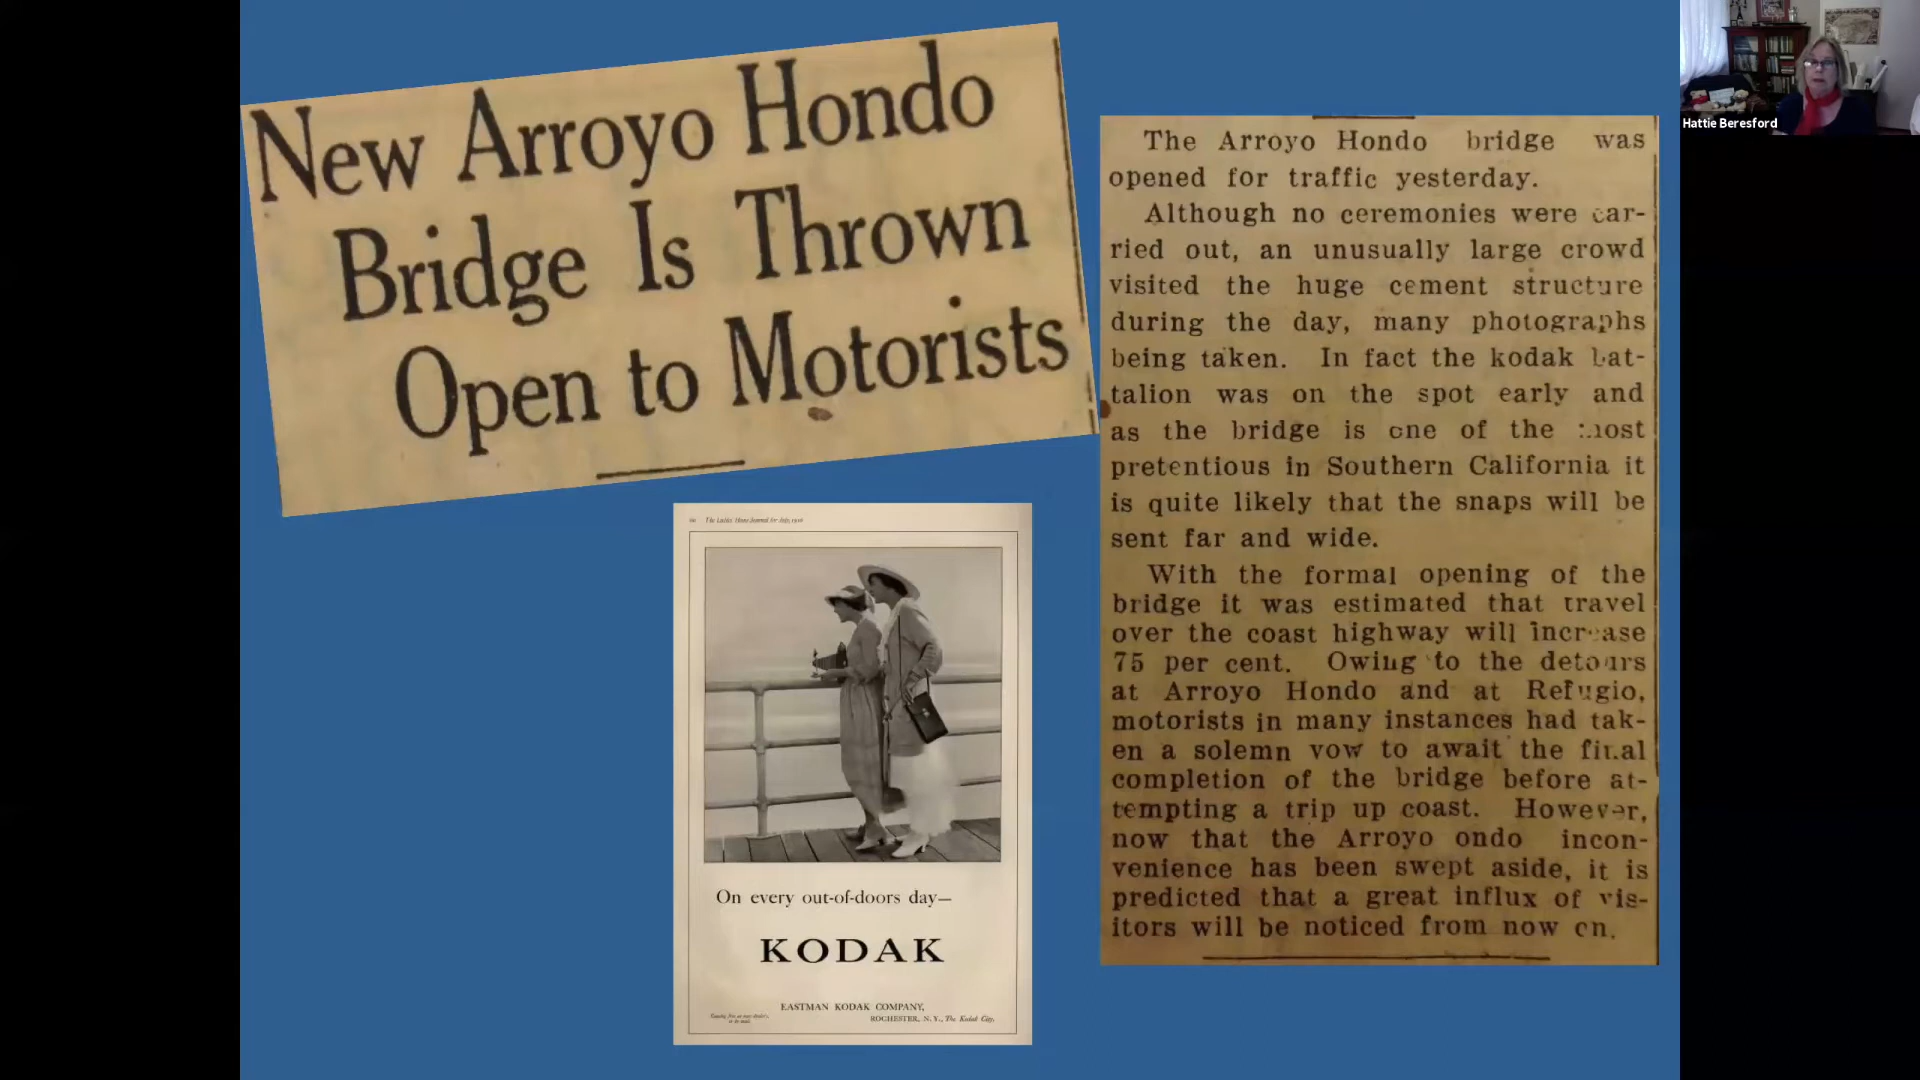 New Arroyo Hondo
Bridge Is Thrown
Open to Motorists
The Arroyo Hondo bridge was
opened for traffic yesterday.
Although no ceremonies were car-
ried out, an unusually large crowd
visited the huge cement structure
during the day, many photographs
being taken. In fact the kodak bat-
talion was on the spot early and
as the bridge is one of the most
pretentious in Southern California it
is quite likely that the snaps will be
sent far and wide.
With the formal opening of the
bridge it was estimated that travel
over the coast highway will increase
75 per cent. Owing to the detours
at Arroyo Hondo and at Refugio,
motorists in many instances had tak-
en a solemn vow to await the final
completion of the bridge before at-
tempting a trip up coast. However,
now that the Arroyo ondo incon-
venience has been swept aside, it is
predicted that a great influx of vis-
itors will be noticed from now on.
The Ladies Home Journal for July
On every out-of-doors day—
KODAK
EASTMAN KODAK COMPANY,
ROCHESTER, N. Y., The Kodak City.
Hattie Beresford